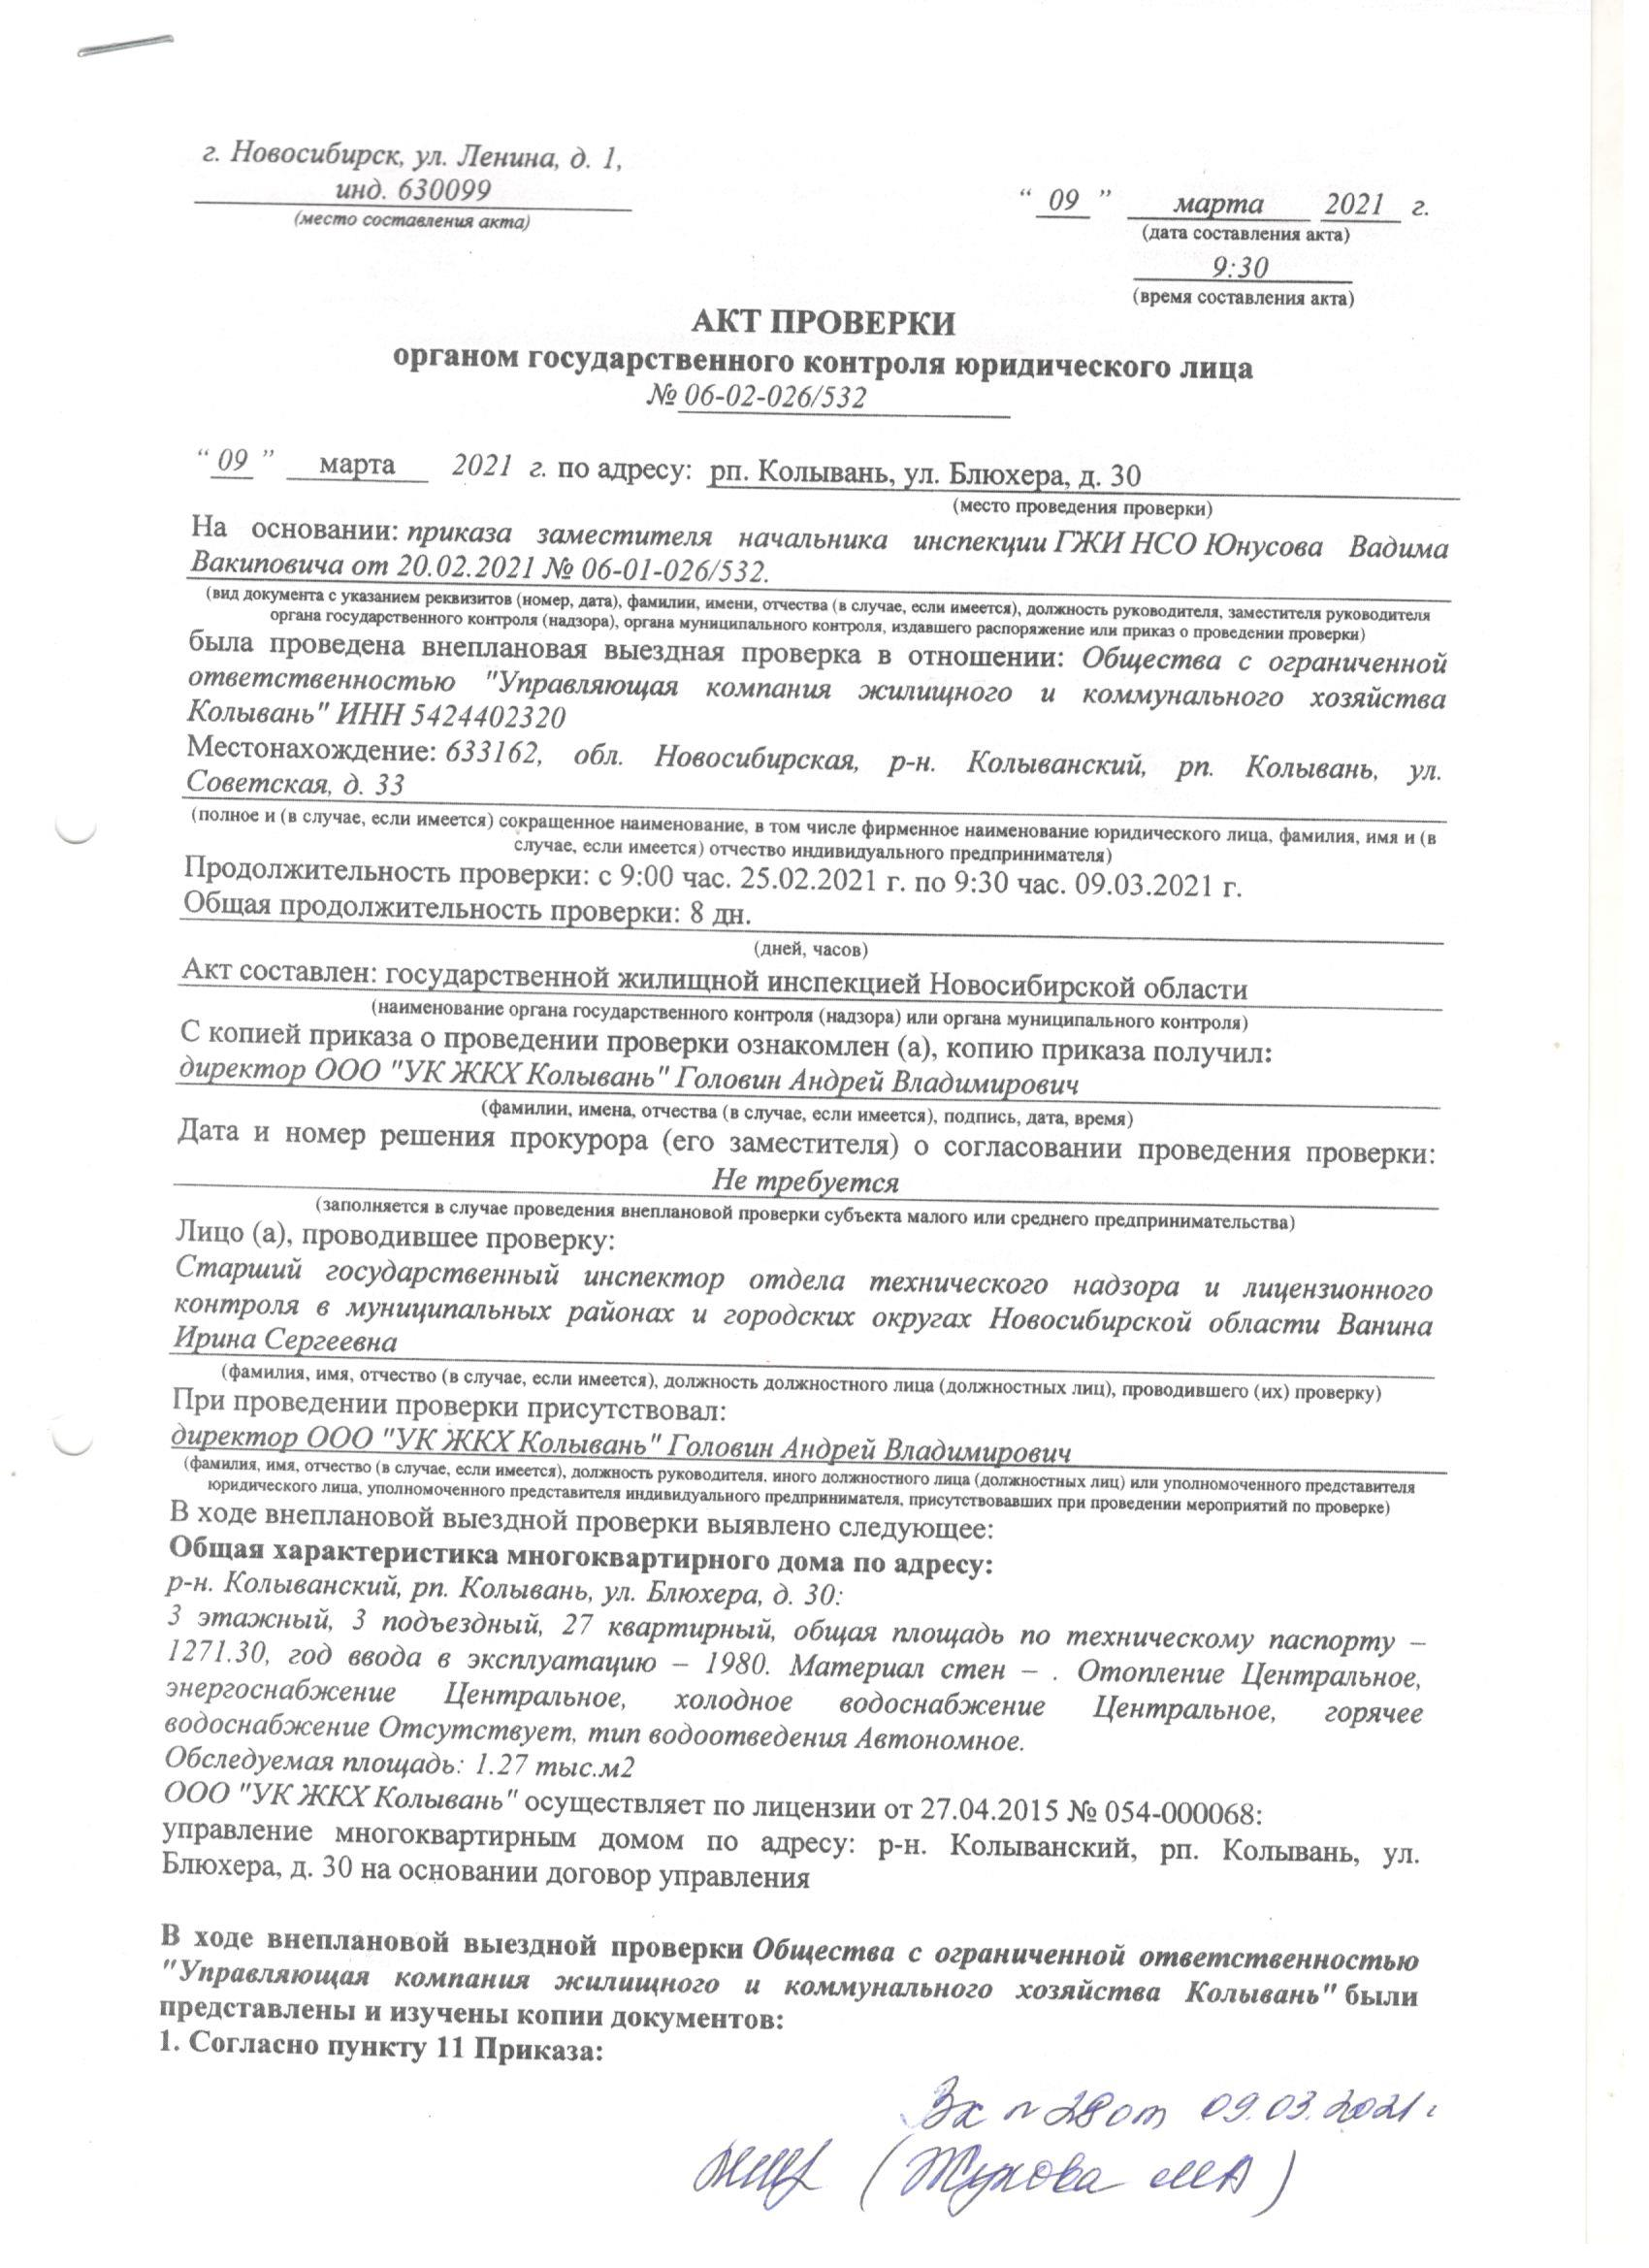 г. Новосибирск, ул. Ленина, д. 1,
инд. 630099
(место составления акта)
“ 09 ” марта 2021 г.
(дата составления акта)
9:30
(время составления акта)
АКТ ПРОВЕРКИ
органом государственного контроля юридического лица
№ 06-02-026/532
“ 09 ” марта 2021 г. по адресу: рп. Колывань, ул. Блюхера, д. 30
(место проведения проверки)
На основании: приказа заместителя начальника инспекции ГЖИ НСО Юнусова Вадима
Вакиповича от 20.02.2021 № 06-01-026/532.
(вид документа с указанием реквизитов (номер, дата), фамилии, имени, отчества (в случае, если имеется), должность руководителя, заместителя руководителя
органа государственного контроля (надзора), органа муниципального контроля, издавшего распоряжение или приказ о проведении проверки)
была проведена внеплановая выездная проверка в отношении: Общества с ограниченной
ответственностью "Управляющая компания жилищного и коммунального хозяйства
Колывань" ИНН 5424402320
Местонахождение: 633162, обл. Новосибирская, р-н. Колыванский, рп. Колывань, ул.
Советская, д. 33
(полное и (в случае, если имеется) сокращенное наименование, в том числе фирменное наименование юридического лица, фамилия, имя и (в
случае, если имеется) отчество индивидуального предпринимателя)
Продолжительность проверки: с 9:00 час. 25.02.2021 г. по 9:30 час. 09.03.2021 г.
Общая продолжительность проверки: 8 дн.
(дней, часов)
Акт составлен: государственной жилищной инспекцией Новосибирской области
(наименование органа государственного контроля (надзора) или органа муниципального контроля)
С копией приказа о проведении проверки ознакомлен (а), копию приказа получил:
директор ООО "УК ЖКХ Колывань" Головин Андрей Владимирович
(фамилии, имена, отчества (в случае, если имеется), подпись, дата, время)
Дата и номер решения прокурора (его заместителя) о согласовании проведения проверки:
Не требуется
(заполняется в случае проведения внеплановой проверки субъекта малого или среднего предпринимательства)
Лицо (а), проводившее проверку:
Старший государственный инспектор отдела технического надзора и лицензионного
контроля в муниципальных районах и городских округах Новосибирской области Ванина
Ирина Сергеевна
(фамилия, имя, отчество (в случае, если имеется), должность должностного лица (должностных лиц), проводившего (их) проверку)
При проведении проверки присутствовал:
директор ООО "УК ЖКХ Колывань" Головин Андрей Владимирович
(фамилия, имя, отчество (в случае, если имеется), должность руководителя, иного должностного лица (должностных лиц) или уполномоченного представителя
юридического лица, уполномоченного представителя индивидуального предпринимателя, присутствовавших при проведении мероприятий по проверке)
В ходе внеплановой выездной проверки выявлено следующее:
Общая характеристика многоквартирного дома по адресу:
р-н. Колыванский, рп. Колывань, ул. Блюхера, д. 30:
3 этажный, 3 подъездный, 27 квартирный, общая площадь по техническому паспорту –
1271.30, год ввода в эксплуатацию – 1980. Материал стен – . Отопление Центральное,
энергоснабжение Центральное, холодное водоснабжение Центральное, горячее
водоснабжение Отсутствует, тип водоотведения Автономное.
Обследуемая площадь: 1.27 тыс.м2
ООО "УК ЖКХ Колывань" осуществляет по лицензии от 27.04.2015 № 054-000068:
управление многоквартирным домом по адресу: р-н. Колыванский, рп. Колывань, ул.
Блюхера, д. 30 на основании договор управления
В ходе внеплановой выездной проверки Общества с ограниченной ответственностью
"Управляющая компания жилищного и коммунального хозяйства Колывань" были
представлены и изучены копии документов:
1. Согласно пункту 11 Приказа:
Вх n 28 от 09.03.2021г
(Жукова МА)